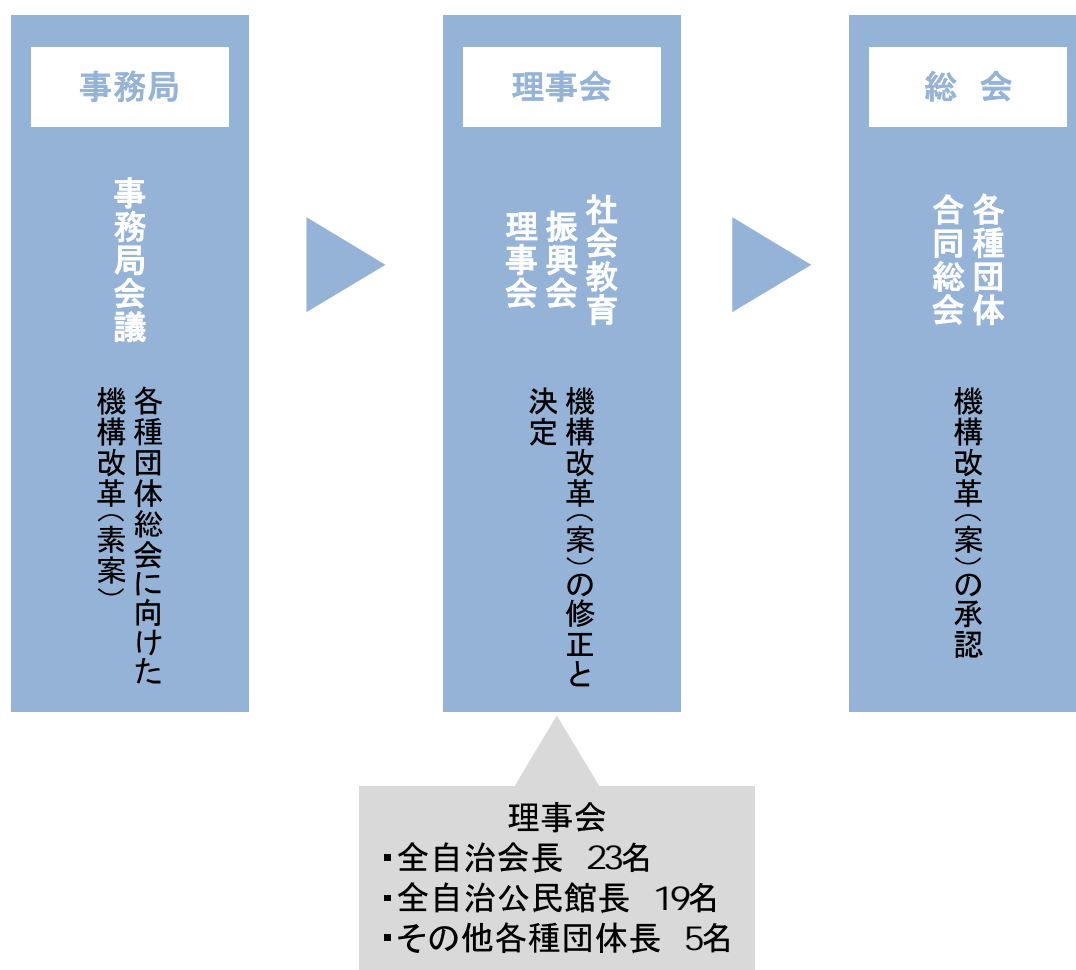 事務局
事務局会議
各種団体総会に向けた
機構改革（素案）
理事会
社会教育
振興会
理事会
機構改革（案）の修正と
決定
総　会
各種団体
合同総会
機構改革（案）の承認
理事会
・全自治会長　23名
・全自治公民館長　19名
・その他各種団体長　5名